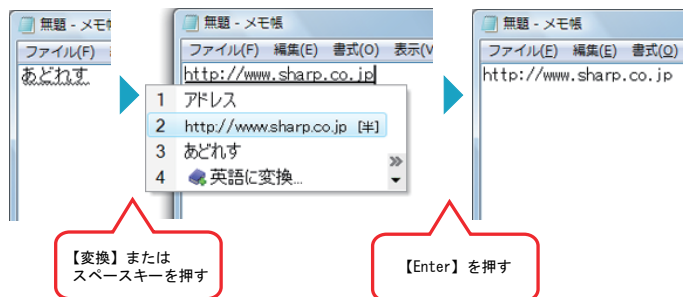 無題 - メモ
ファイル(F)
あどれす
無題 - メモ帳
ファイル(F) 編集(E) 書式(O) 表示(V
http://www.sharp.co.jp
1 アドレス
2 http://www.sharp.co.jp [半]
3 あどれす
4 英語に変換...
無題 - メモ帳
ファイル(F) 編集(E) 書式(O)
http://www.sharp.co.jp
【変換】または
スペースキーを押す
【Enter】を押す